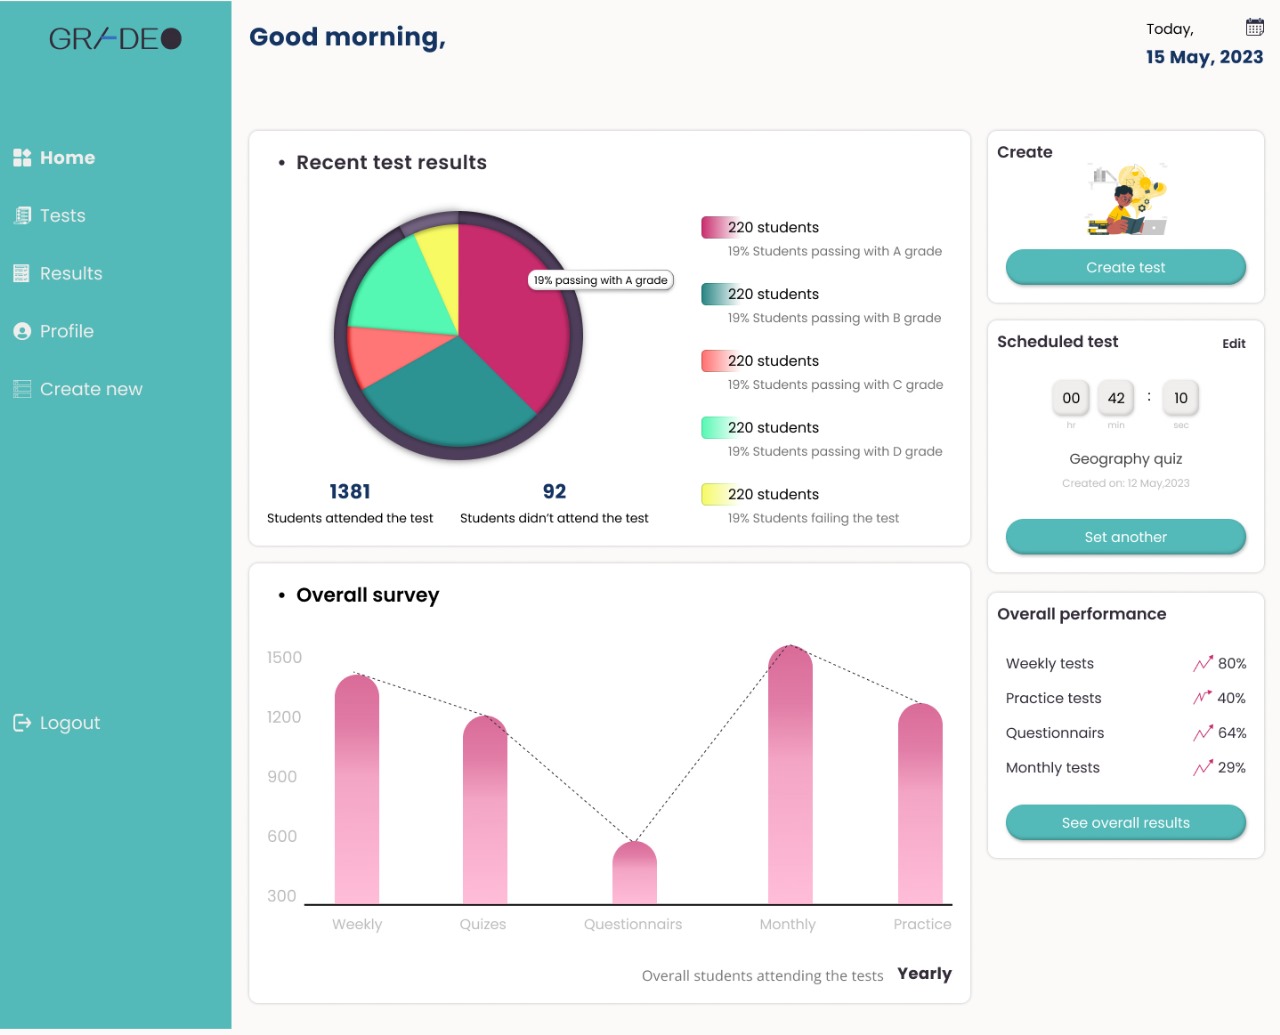 GRADEO
Good morning,
Today,
15 May, 2023
Home
Tests
Results
Profile
Create new
Logout
• Recent test results
19% passing with A grade
1381
Students attended the test
92
Students didn't attend the test
220 students
19% Students passing with A grade
220 students
19% Students passing with B grade
220 students
19% Students passing with C grade
220 students
19% Students passing with D grade
220 students
19% Students failing the test
• Overall survey
1500
1200
900
600
300
Weekly Quizes Questionnairs Monthly Practice
Overall students attending the tests Yearly
Create
Create test
Scheduled test Edit
00 42 : 10
hr min sec
Geography quiz
Created on: 12 May,2023
Set another
Overall performance
Weekly tests 80%
Practice tests 40%
Questionnairs 64%
Monthly tests 29%
See overall results